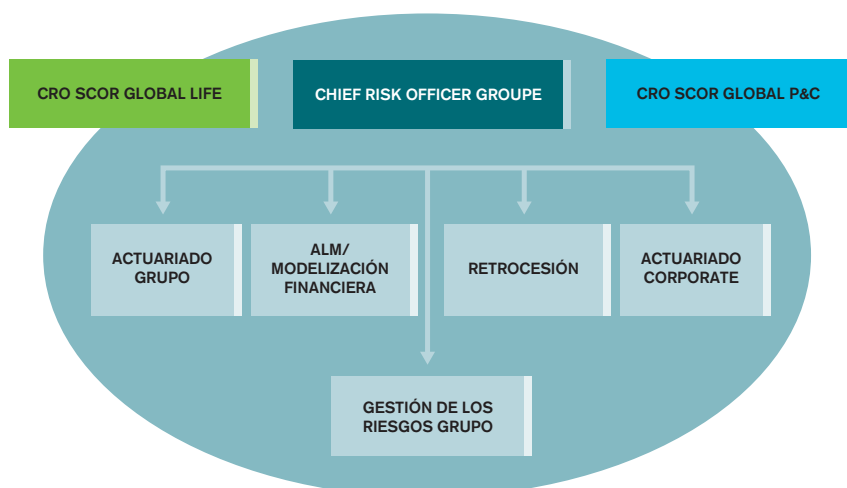 CRO SCOR GLOBAL LIFE
CHIEF RISK OFFICER GROUPE
CRO SCOR GLOBAL P&C
ACTUARIADO
GRUPO
ALM/
MODELIZACIÓN
FINANCIERA
RETROCESIÓN
ACTUARIADO
CORPORATE
GESTIÓN DE LOS
RIESGOS GRUPO